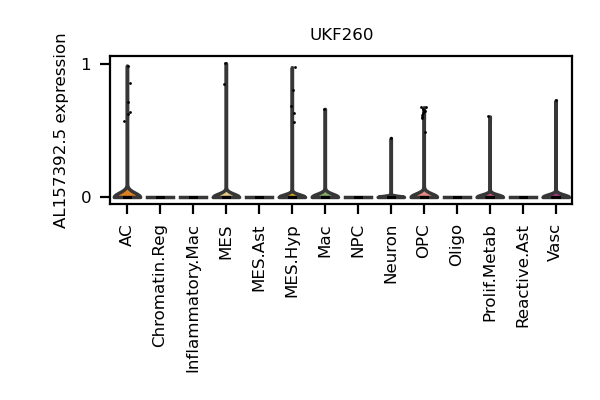 UKF260
AL157392.5 expression
1
0
AC
Chromatin.Reg
Inflammatory.Mac
MES
MES.Ast
MES.Hyp
Mac
NPC
Neuron
OPC
Oligo
Prolif.Metab
Reactive.Ast
Vasc